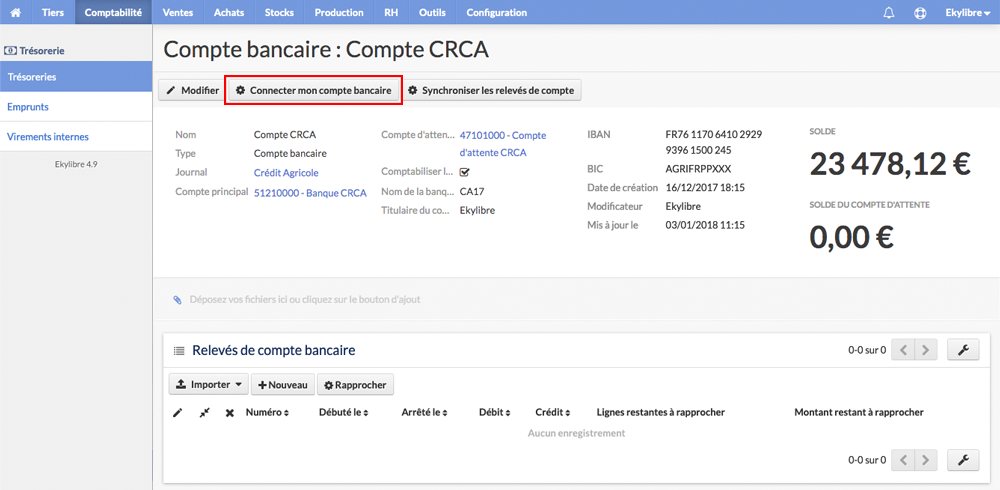 Tiers Comptabilité Ventes Achats Stocks Production RH Outils Configuration Ekylibre
Trésorerie
Trésoreries
Emprunts
Virements internes
Ekylibre 4.9
Compte bancaire : Compte CRCA
Modifier Connecter mon compte bancaire Synchroniser les relevés de compte
Nom Compte CRCA
Type Compte bancaire
Journal Crédit Agricole
Compte principal 51210000 - Banque CRCA
Compte d'atten... 47101000 - Compte
d'attente CRCA
Comptabiliser l...
Nom de la banq... CA17
Titulaire du co... Ekylibre
IBAN FR76 1170 6410 2929
9396 1500 245
BIC AGRIFRPPXXX
Date de création 16/12/2017 18:15
Modificateur Ekylibre
Mis à jour le 03/01/2018 11:15
SOLDE
23 478,12 €
SOLDE DU COMPTE D'ATTENTE
0,00 €
Déposez vos fichiers ici ou cliquez sur le bouton d'ajout
Relevés de compte bancaire 0-0 sur 0
Importer Nouveau Rapprocher
Numéro Débuté le Arrêté le Débit Crédit Lignes restantes à rapprocher Montant restant à rapprocher
Aucun enregistrement
0-0 sur 0